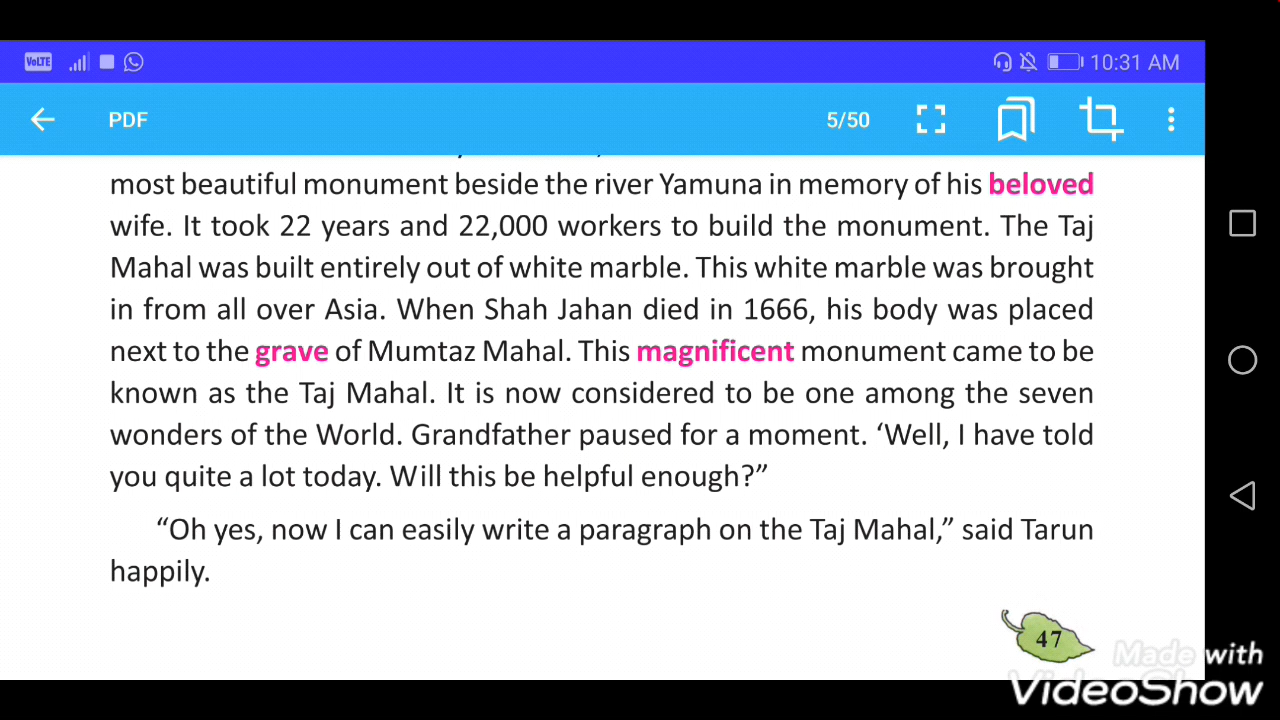 VoLTE 10:31 AM
PDF 5/50
most beautiful monument beside the river Yamuna in memory of his beloved
wife. It took 22 years and 22,000 workers to build the monument. The Taj
Mahal was built entirely out of white marble. This white marble was brought
in from all over Asia. When Shah Jahan died in 1666, his body was placed
next to the grave of Mumtaz Mahal. This magnificent monument came to be
known as the Taj Mahal. It is now considered to be one among the seven
wonders of the World. Grandfather paused for a moment. ‘Well, I have told
you quite a lot today. Will this be helpful enough?”
“Oh yes, now I can easily write a paragraph on the Taj Mahal,” said Tarun
happily.
47
Made with
VideoShow